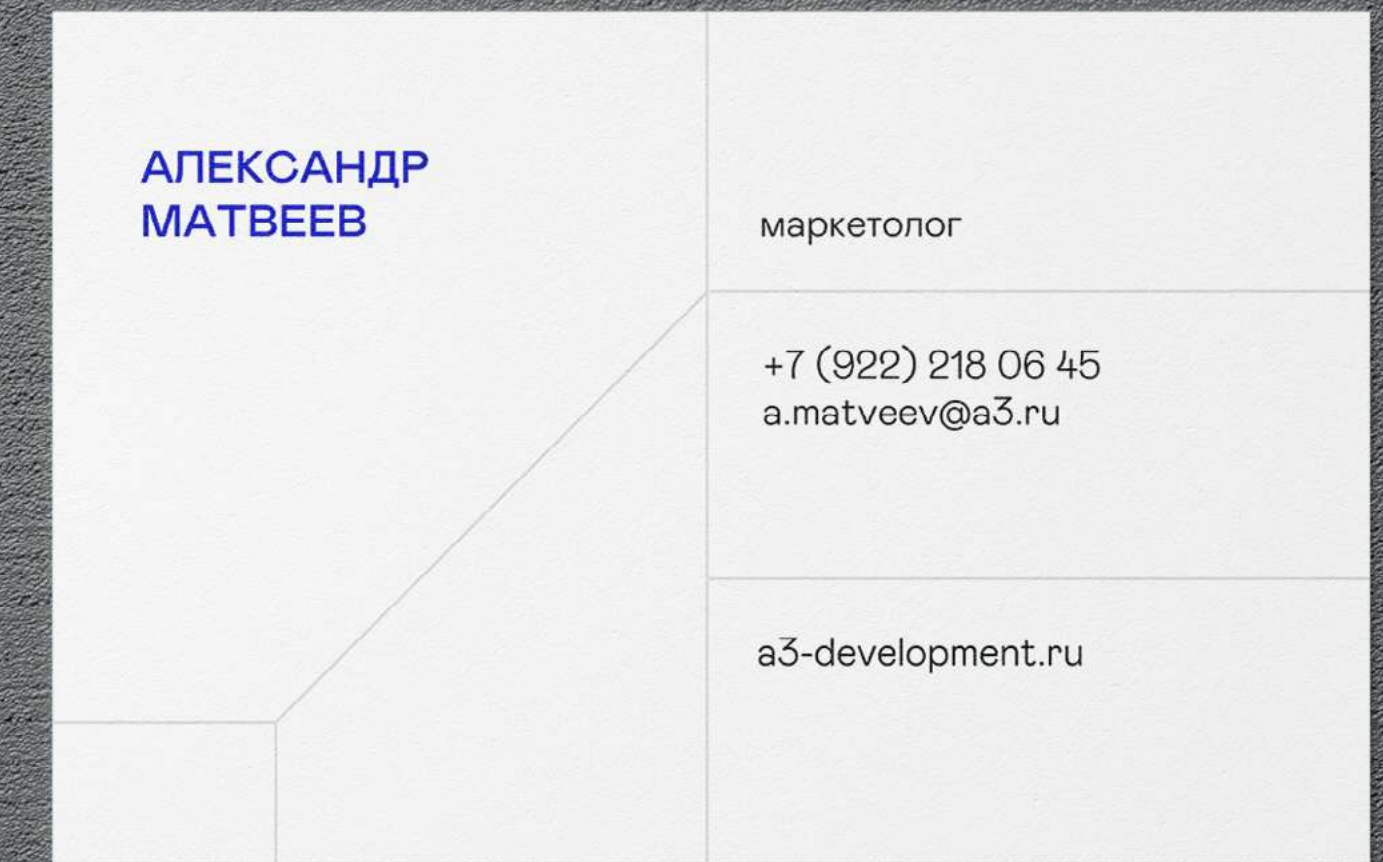 АЛЕКСАНДР
МАТВЕЕВ
маркетолог
+7 (922) 218 06 45
a.matveev@a3.ru
a3-development.ru